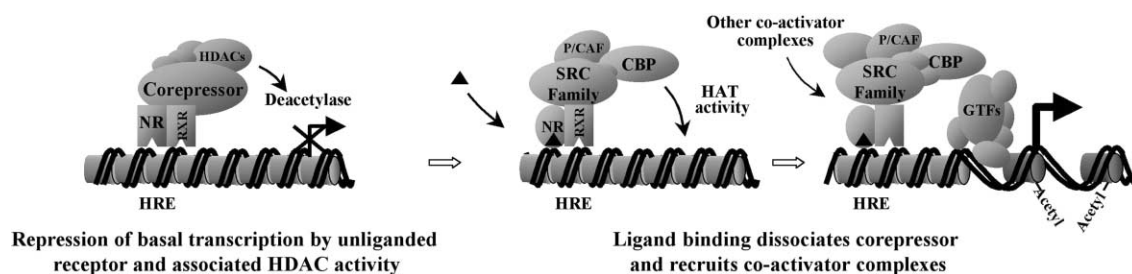 HDACs
Corepressor
Deacetylase
NR
RXR
HRE
Repression of basal transcription by unliganded
receptor and associated HDAC activity
P/CAF
SRC
Family
CBP
HAT
activity
NR
RXR
HRE
Other co-activator
complexes
P/CAF
SRC
Family
CBP
GTFs
HRE
Acetyl
Acetyl
Ligand binding dissociates corepressor
and recruits co-activator complexes